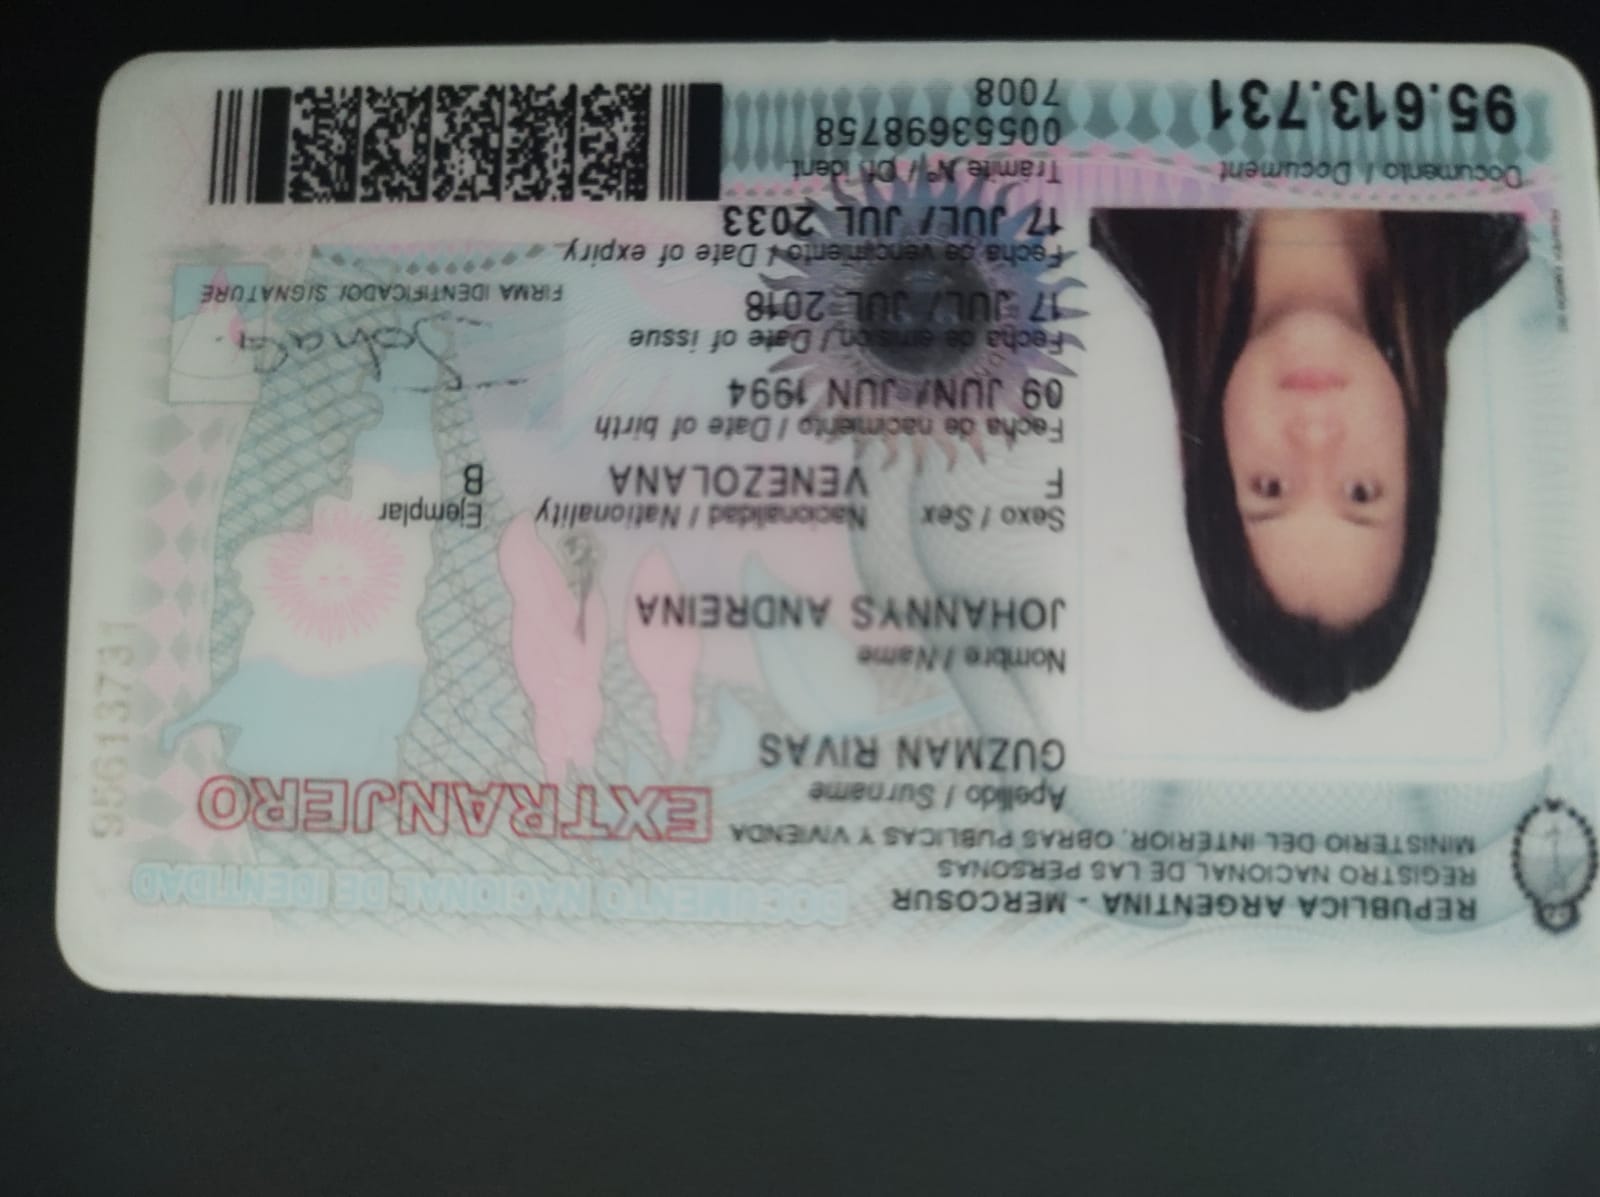 REPUBLICA ARGENTINA - MERCOSUR
REGISTRO NACIONAL DE LAS PERSONAS
MINISTERIO DEL INTERIOR, OBRAS PUBLICAS Y VIVIENDA
DOCUMENTO NACIONAL DE IDENTIDAD
EXTRANJERO
Apellido / Surname
GUZMAN RIVAS
Nombre / Name
JOHANNYS ANDREINA
Sexo / Sex Nacionalidad / Nationality Ejemplar
F VENEZOLANA B
Fecha de nacimiento / Date of birth
09 JUN/ JUN 1994
Fecha de emisión / Date of issue
17 JUL/ JUL 2018
FIRMA IDENTIFICADO/ SIGNATURE
Fecha de vencimiento / Date of expiry
17 JUL/ JUL 2033
Documento / Document
95.613.731
Trámite Nº / Of. ident.
00553698758
7008
95613731